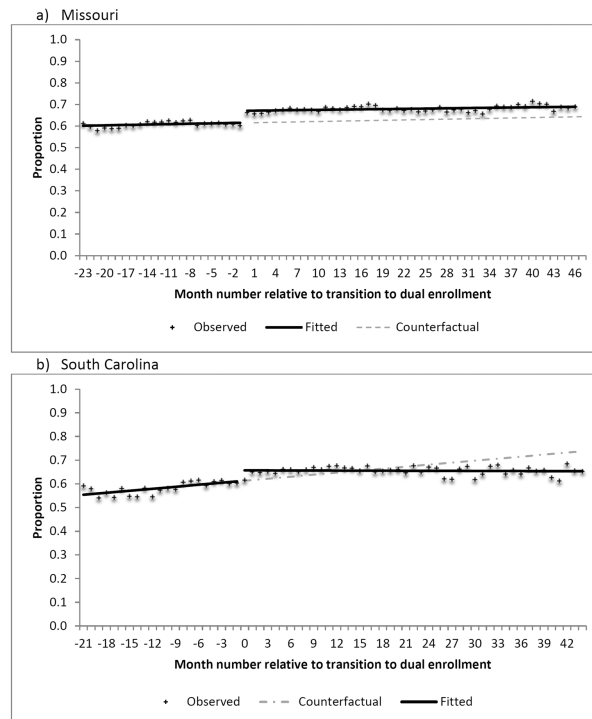 a) Missouri
1.0
0.9
0.8
0.7
0.6
0.5
0.4
0.3
0.2
0.1
0.0
Proportion
-23 -20 -17 -14 -11 -8 -5 -2 1 4 7 10 13 16 19 22 25 28 31 34 37 40 43 46
Month number relative to transition to dual enrollment
Observed Fitted Counterfactual
b) South Carolina
1.0
0.9
0.8
0.7
0.6
0.5
0.4
0.3
0.2
0.1
0.0
Proportion
-21 -18 -15 -12 -9 -6 -3 0 3 6 9 12 15 18 21 24 27 30 33 36 39 42
Month number relative to transition to dual enrollment
Observed Counterfactual Fitted